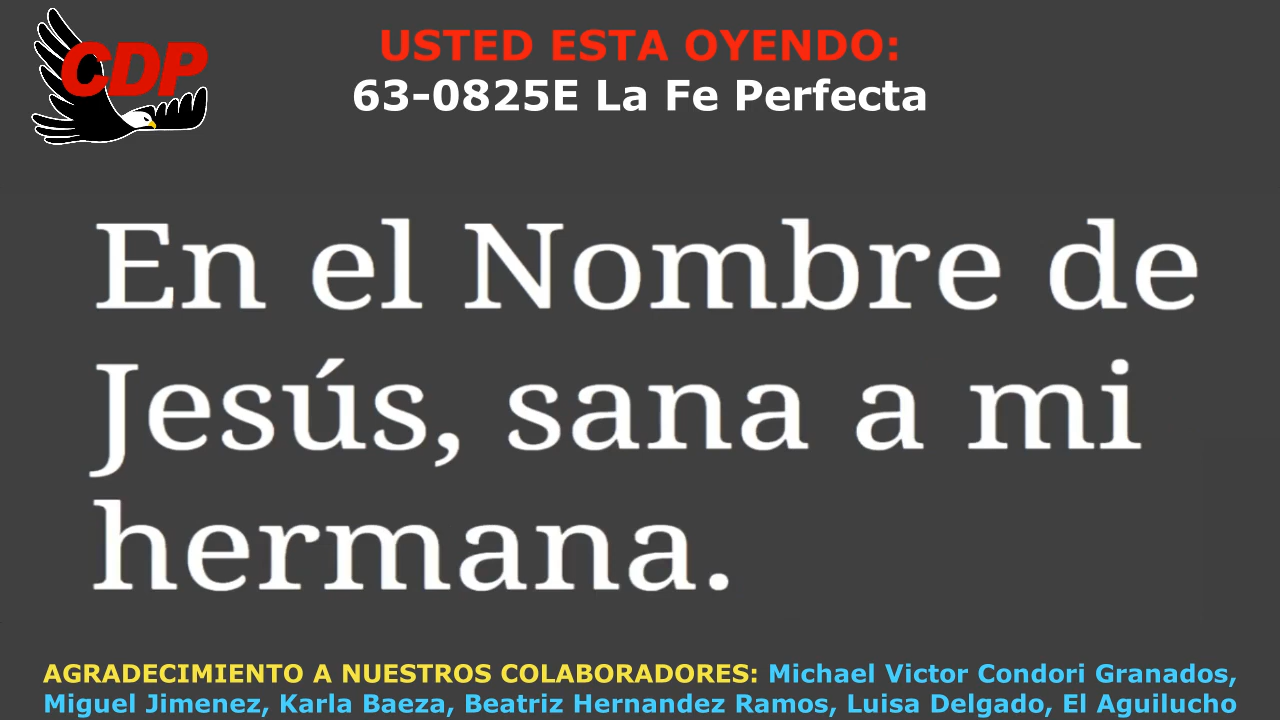 CDP
USTED ESTA OYENDO:
63-0825E La Fe Perfecta
En el Nombre de
Jesús, sana a mi
hermana.
AGRADECIMIENTO A NUESTROS COLABORADORES: Michael Victor Condori Granados,
Miguel Jimenez, Karla Baeza, Beatriz Hernandez Ramos, Luisa Delgado, El Aguilucho